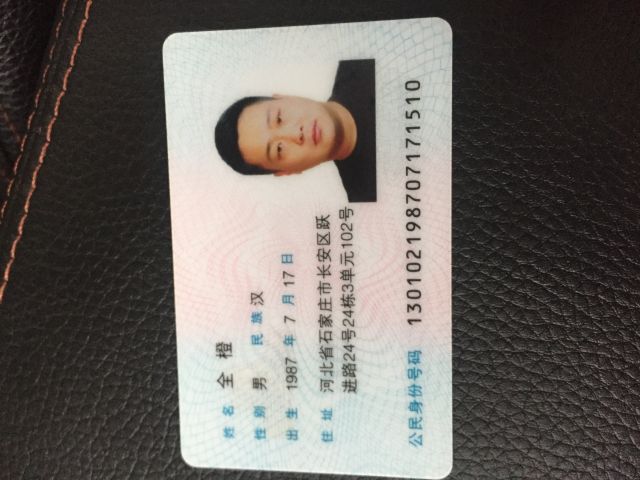 姓名 全橙
性别 男 民族 汉
出生 1987 年 7 月 17 日
住址 河北省石家庄市长安区跃
进路24号24栋3单元102号
公民身份号码 130102198707171510